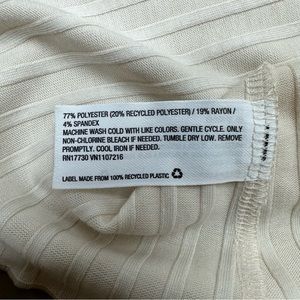 77% POLYESTER (20% RECYCLED POLYESTER) / 19% RAYON /
4% SPANDEX
MACHINE WASH COLD WITH LIKE COLORS. GENTLE CYCLE. ONLY
NON-CHLORINE BLEACH IF NEEDED. TUMBLE DRY LOW. REMOVE
PROMPTLY. COOL IRON IF NEEDED.
RN17730 VN1107216
LABEL MADE FROM 100% RECYCLED PLASTIC